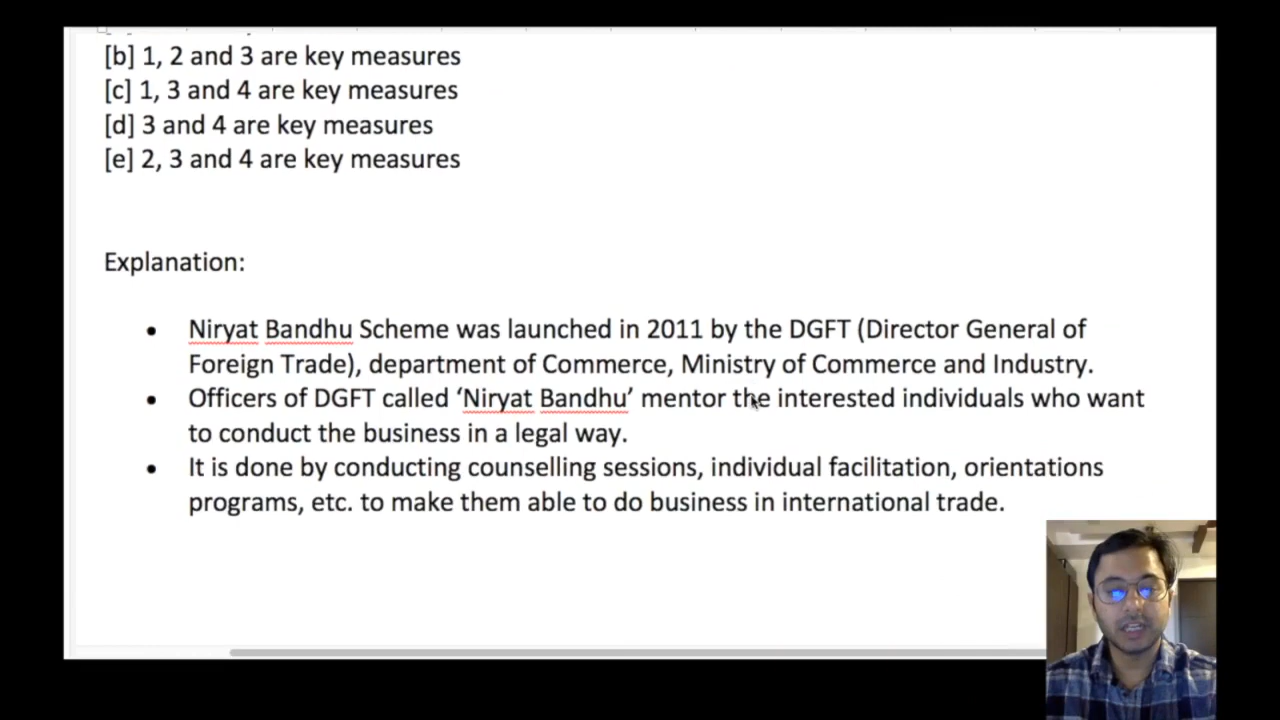 [b] 1, 2 and 3 are key measures
[c] 1, 3 and 4 are key measures
[d] 3 and 4 are key measures
[e] 2, 3 and 4 are key measures
Explanation:
• Niryat Bandhu Scheme was launched in 2011 by the DGFT (Director General of
Foreign Trade), department of Commerce, Ministry of Commerce and Industry.
• Officers of DGFT called ‘Niryat Bandhu’ mentor the interested individuals who want
to conduct the business in a legal way.
• It is done by conducting counselling sessions, individual facilitation, orientations
programs, etc. to make them able to do business in international trade.